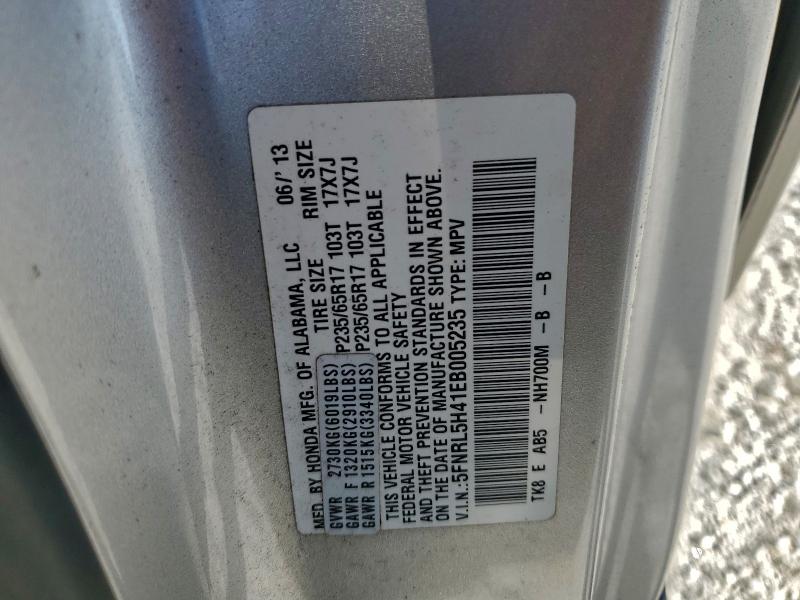 MFD BY HONDA MFG. OF ALABAMA, LLC 06/'13
TIRE SIZE RIM SIZE
GVWR 2730KG(6019LBS)
GAWR F 1320KG(2910LBS) P235/65R17 103T 17X7J
GAWR R 1515KG(3340LBS) P235/65R17 103T 17X7J
THIS VEHICLE CONFORMS TO ALL APPLICABLE
FEDERAL MOTOR VEHICLE SAFETY
AND THEFT PREVENTION STANDARDS IN EFFECT
ON THE DATE OF MANUFACTURE SHOWN ABOVE.
V.I.N.:5FNRL5H41EB005235 TYPE: MPV
TK8 E AB5 -NH700M -B -B